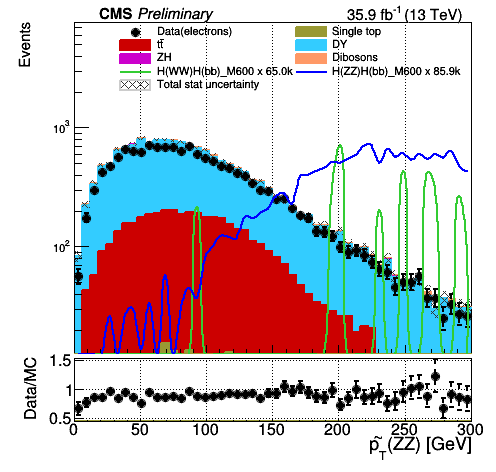 CMS Preliminary 35.9 fb⁻¹ (13 TeV)
Data(electrons) Single top
tt̄ DY
ZH Dibosons
H(WW)H(bb)_M600 x 65.0k H(ZZ)H(bb)_M600 x 85.9k
Total stat uncertainty
Events
10³
10²
Data/MC
1.5
1.0
0.5
0 50 100 150 200 250 300
p̃_T(ZZ) [GeV]